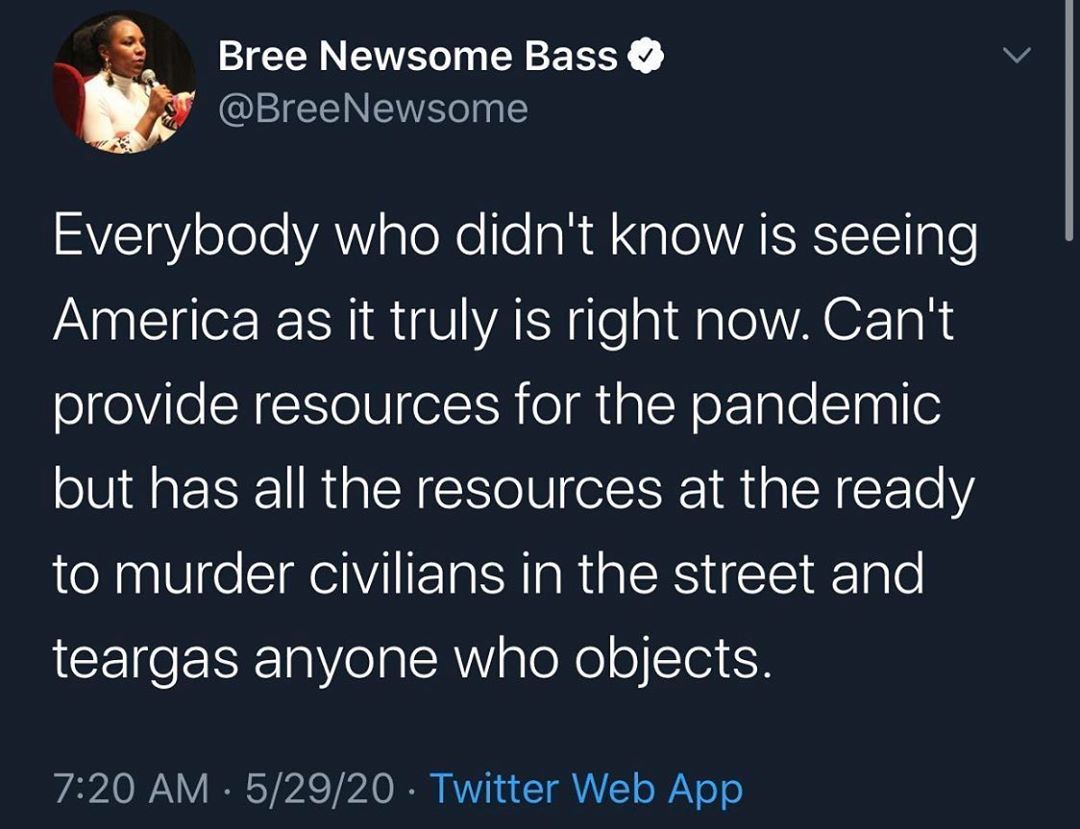 Bree Newsome Bass
@BreeNewsome
Everybody who didn't know is seeing
America as it truly is right now. Can't
provide resources for the pandemic
but has all the resources at the ready
to murder civilians in the street and
teargas anyone who objects.
7:20 AM · 5/29/20 · Twitter Web App